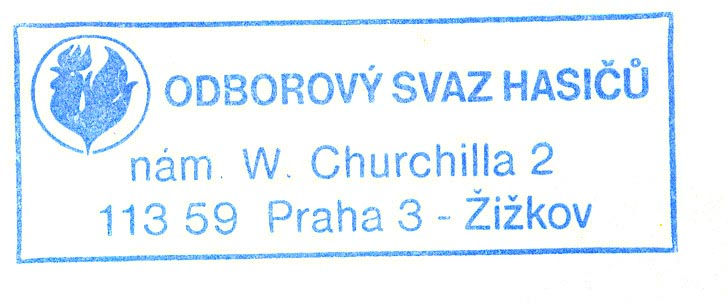 ODBOROVÝ SVAZ HASIČŮ
nám. W. Churchilla 2
113 59 Praha 3 - Žižkov